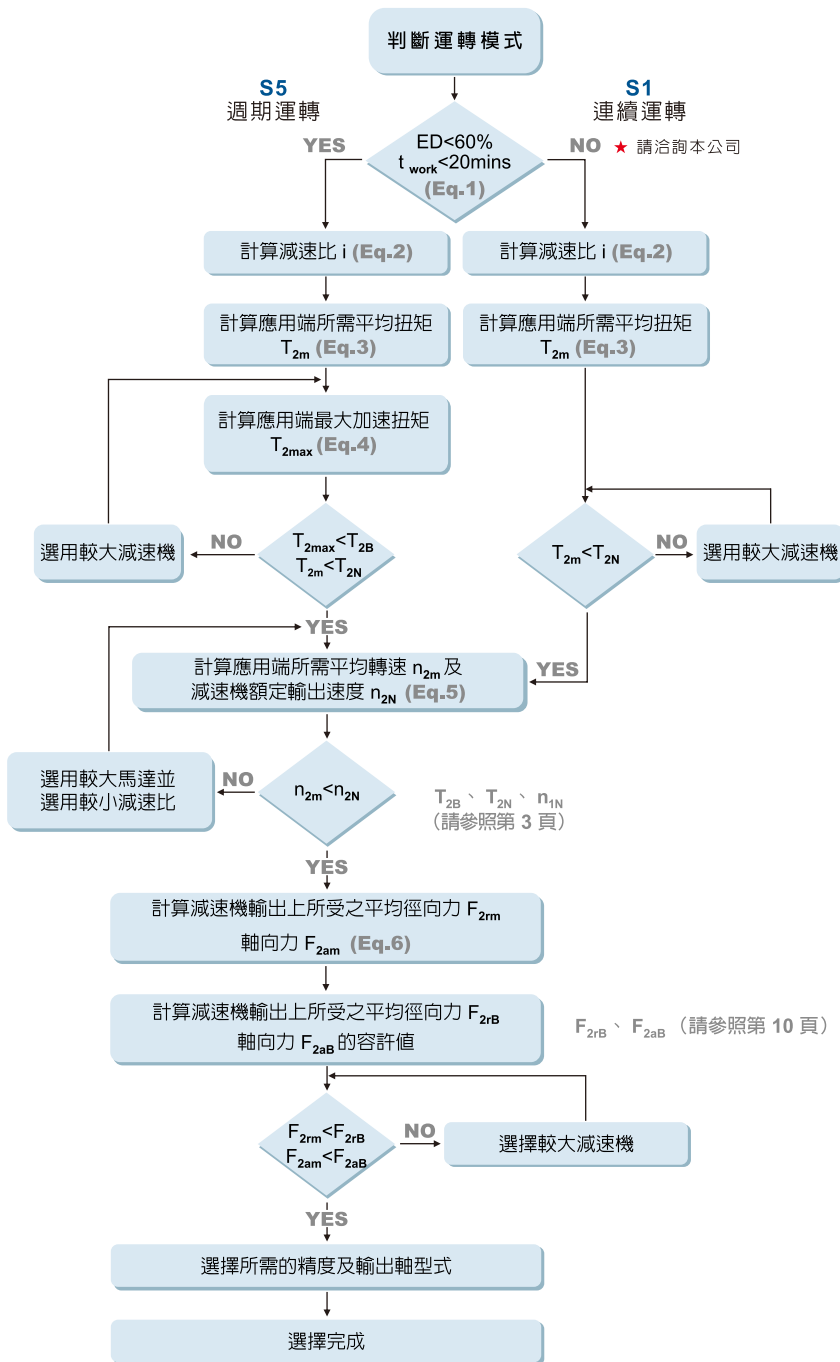 判斷運轉模式
S5
週期運轉
S1
連續運轉
YES
ED<60%
t work<20mins
(Eq.1)
NO
★ 請洽詢本公司
計算減速比 i (Eq.2)
計算減速比 i (Eq.2)
計算應用端所需平均扭矩
T2m (Eq.3)
計算應用端所需平均扭矩
T2m (Eq.3)
計算應用端最大加速扭矩
T2max (Eq.4)
選用較大減速機
NO
T2max<T2B
T2m<T2N
T2m<T2N
NO
選用較大減速機
YES
YES
計算應用端所需平均轉速 n2m 及
減速機額定輸出速度 n2N (Eq.5)
選用較大馬達並
選用較小減速比
NO
n2m<n2N
T2B、 T2N、 n1N
（請參照第 3 頁）
YES
計算減速機輸出上所受之平均徑向力 F2rm
軸向力 F2am (Eq.6)
計算減速機輸出上所受之平均徑向力 F2rB
軸向力 F2aB 的容許值
F2rB、 F2aB （請參照第 10 頁）
F2rm<F2rB
F2am<F2aB
NO
選擇較大減速機
YES
選擇所需的精度及輸出軸型式
選擇完成